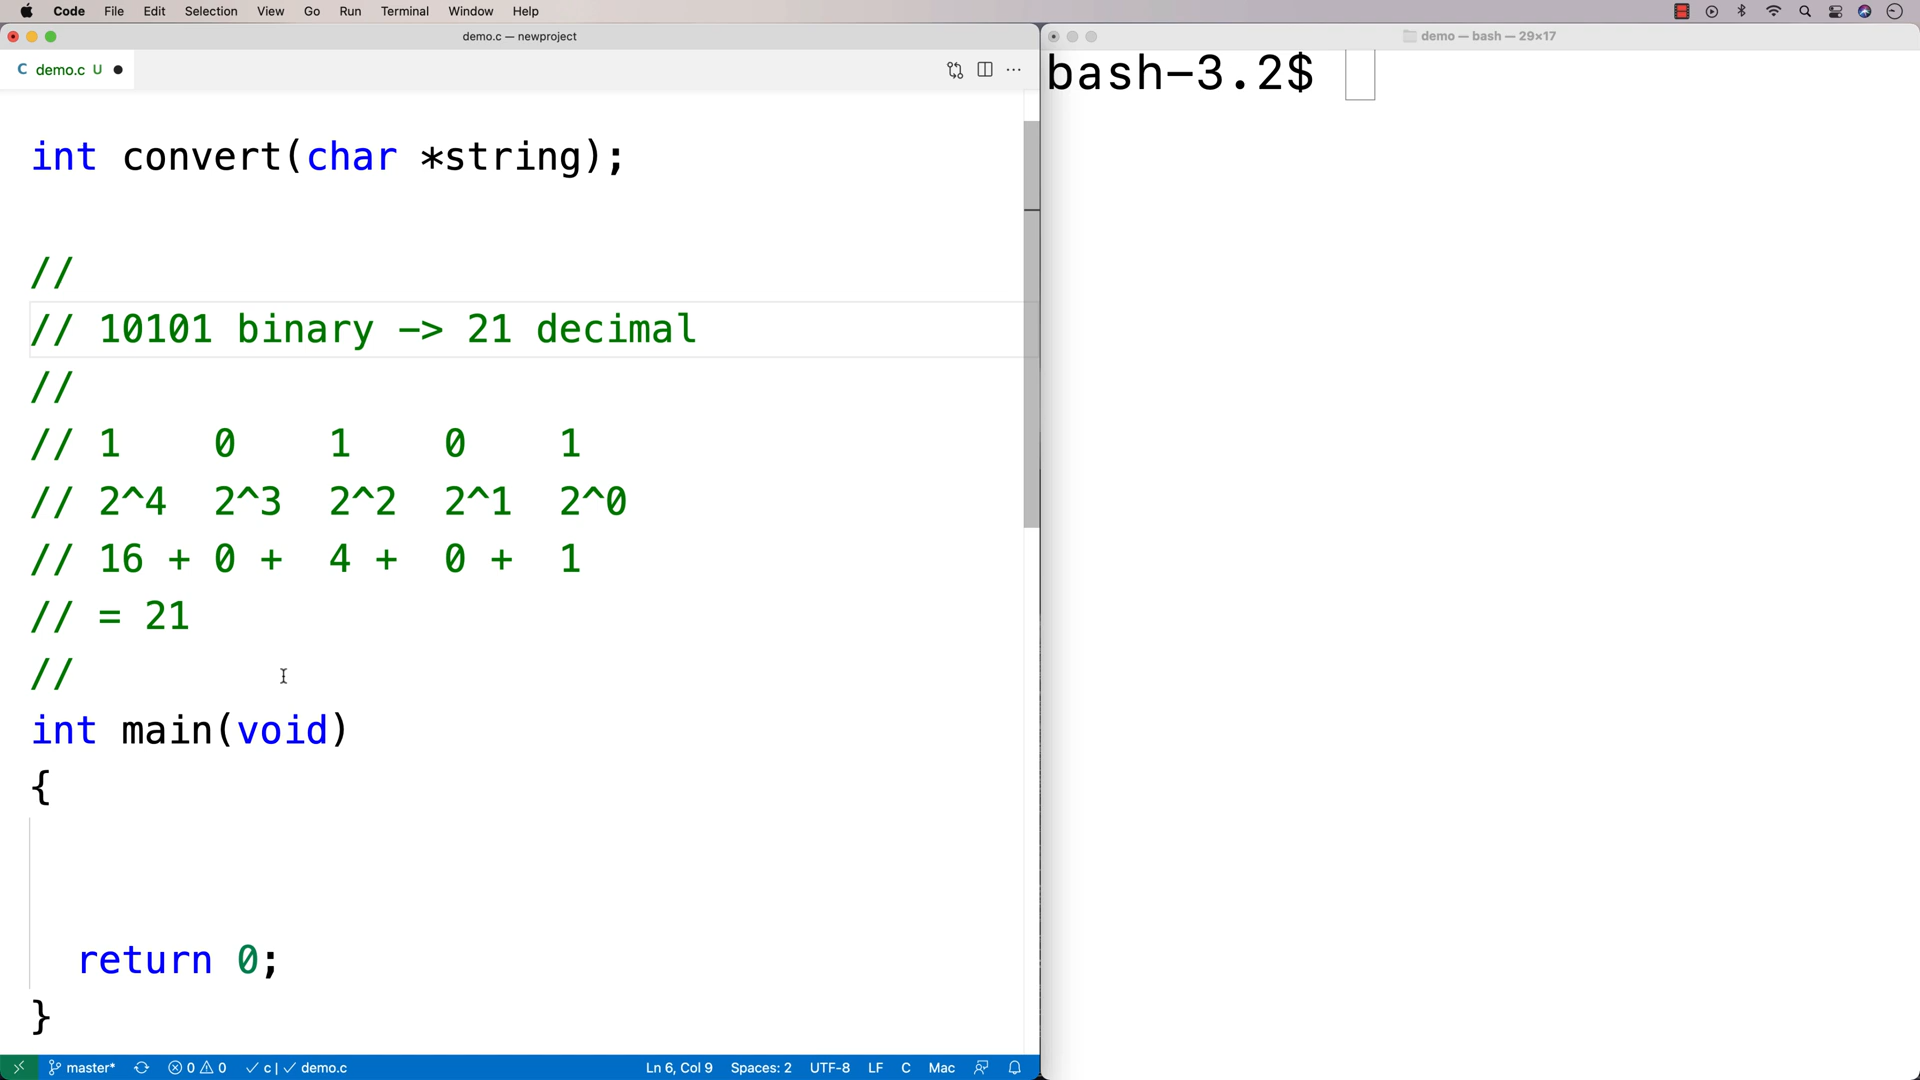 Code File Edit Selection View Go Run Terminal Window Help
demo.c — newproject
C demo.c U
int convert(char *string);
//
// 10101 binary -> 21 decimal
//
// 1 0 1 0 1
// 2^4 2^3 2^2 2^1 2^0
// 16 + 0 + 4 + 0 + 1
// = 21
//
int main(void)
{
return 0;
}
master* 0 0 c | demo.c Ln 6, Col 9 Spaces: 2 UTF-8 LF C Mac
demo — bash — 29×17
bash-3.2$